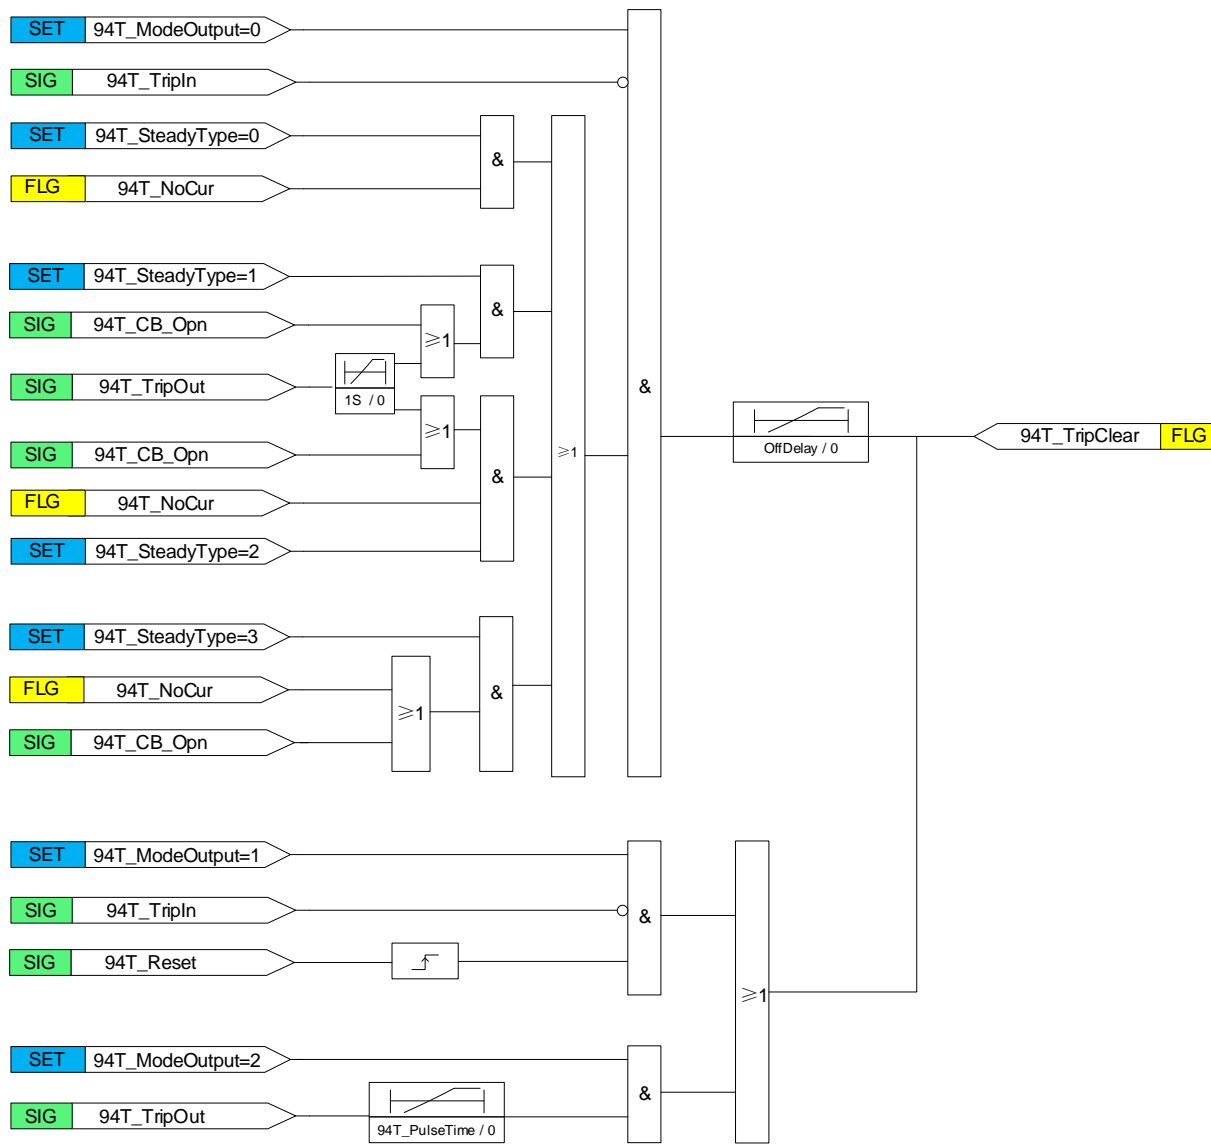 SET 94T_ModeOutput=0
SIG 94T_TripIn
SET 94T_SteadyType=0
&
FLG 94T_NoCur
SET 94T_SteadyType=1
&
SIG 94T_CB_Opn
≥1
SIG 94T_TripOut
1S / 0
&
≥1
SIG 94T_CB_Opn
≥1
&
OffDelay / 0
94T_TripClear FLG
FLG 94T_NoCur
SET 94T_SteadyType=2
SET 94T_SteadyType=3
FLG 94T_NoCur
&
≥1
SIG 94T_CB_Opn
SET 94T_ModeOutput=1
SIG 94T_TripIn
&
SIG 94T_Reset
≥1
SET 94T_ModeOutput=2
&
SIG 94T_TripOut
94T_PulseTime / 0